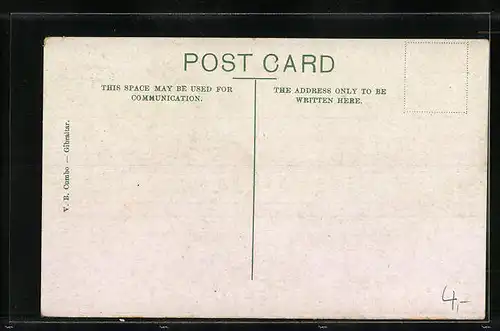 POST CARD
THIS SPACE MAY BE USED FOR
COMMUNICATION.
THE ADDRESS ONLY TO BE
WRITTEN HERE.
V. B. Cumbo — Gibraltar.
4,-